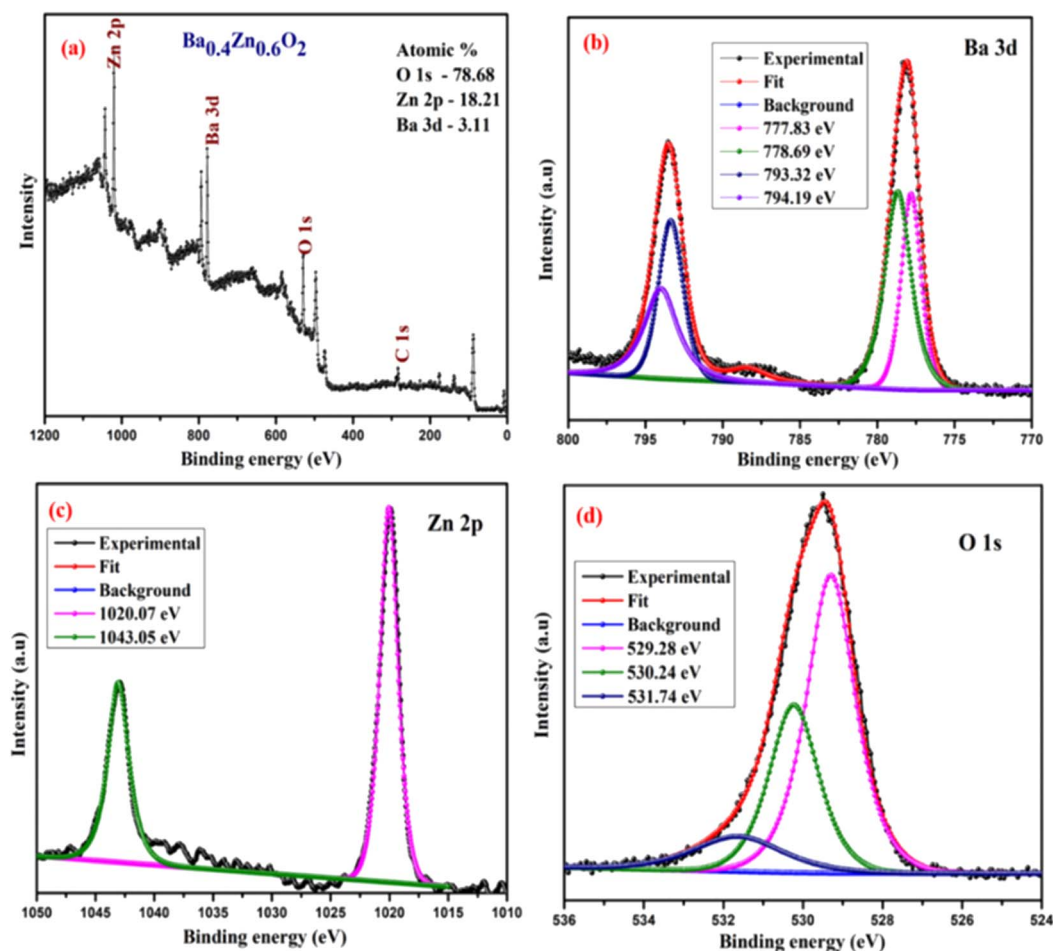 (a)
Ba0.4Zn0.6O2
Atomic %
O 1s - 78.68
Zn 2p - 18.21
Ba 3d - 3.11
Zn 2p
Ba 3d
O 1s
C 1s
Intensity
1200 1000 800 600 400 200 0
Binding energy (eV)
(b)
Ba 3d
Experimental
Fit
Background
777.83 eV
778.69 eV
793.32 eV
794.19 eV
Intensity (a.u)
800 795 790 785 780 775 770
Binding energy (eV)
(c)
Zn 2p
Experimental
Fit
Background
1020.07 eV
1043.05 eV
Intensity (a.u)
1050 1045 1040 1035 1030 1025 1020 1015 1010
Binding energy (eV)
(d)
O 1s
Experimental
Fit
Background
529.28 eV
530.24 eV
531.74 eV
Intensity (a.u)
536 534 532 530 528 526 524
Binding energy (eV)